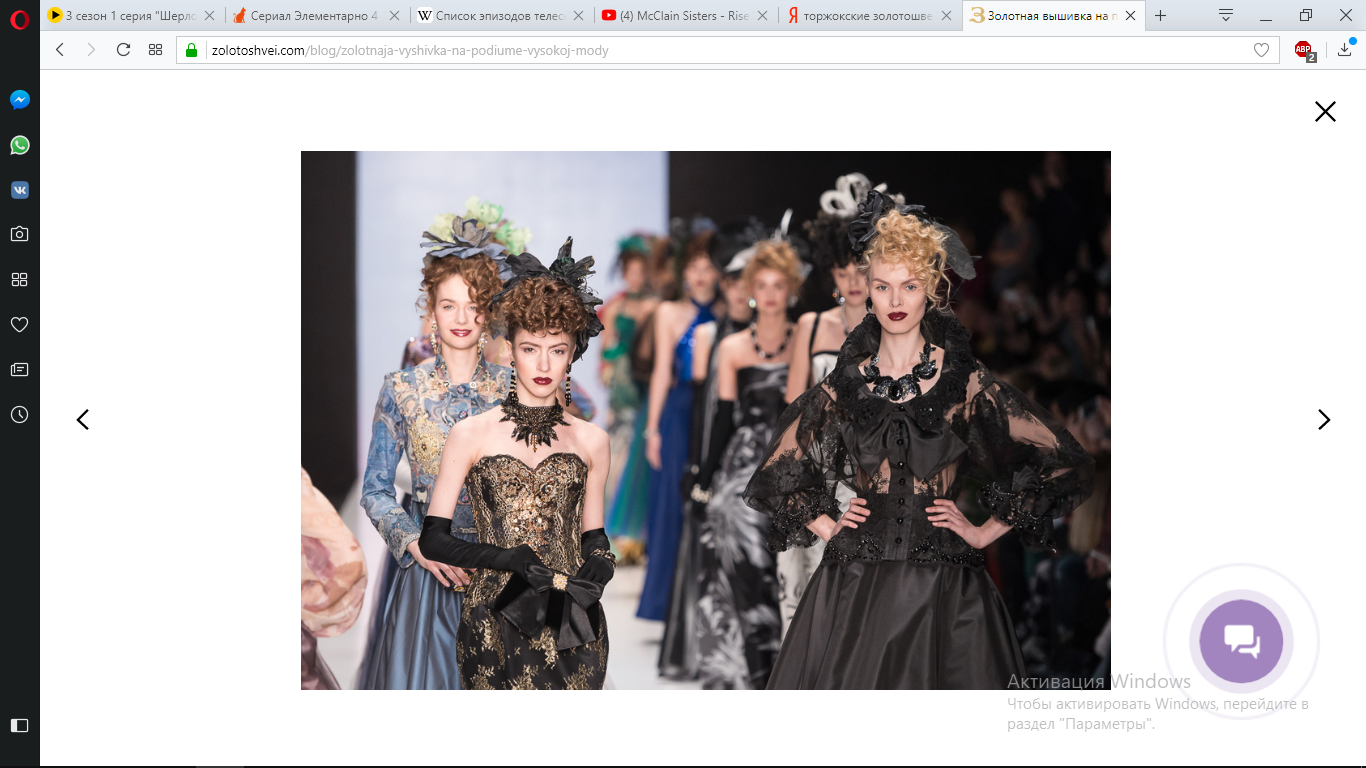 3 сезон 1 серия "Шерло
Сериал Элементарно 4
Список эпизодов телес
(4) McClain Sisters - Rise
торжокские золотошве
Золотная вышивка на п
zolotoshvei.com/blog/zolotnaja-vyshivka-na-podiume-vysokoj-mody
ABP
2
Активация Windows
Чтобы активировать Windows, перейдите в
раздел "Параметры".